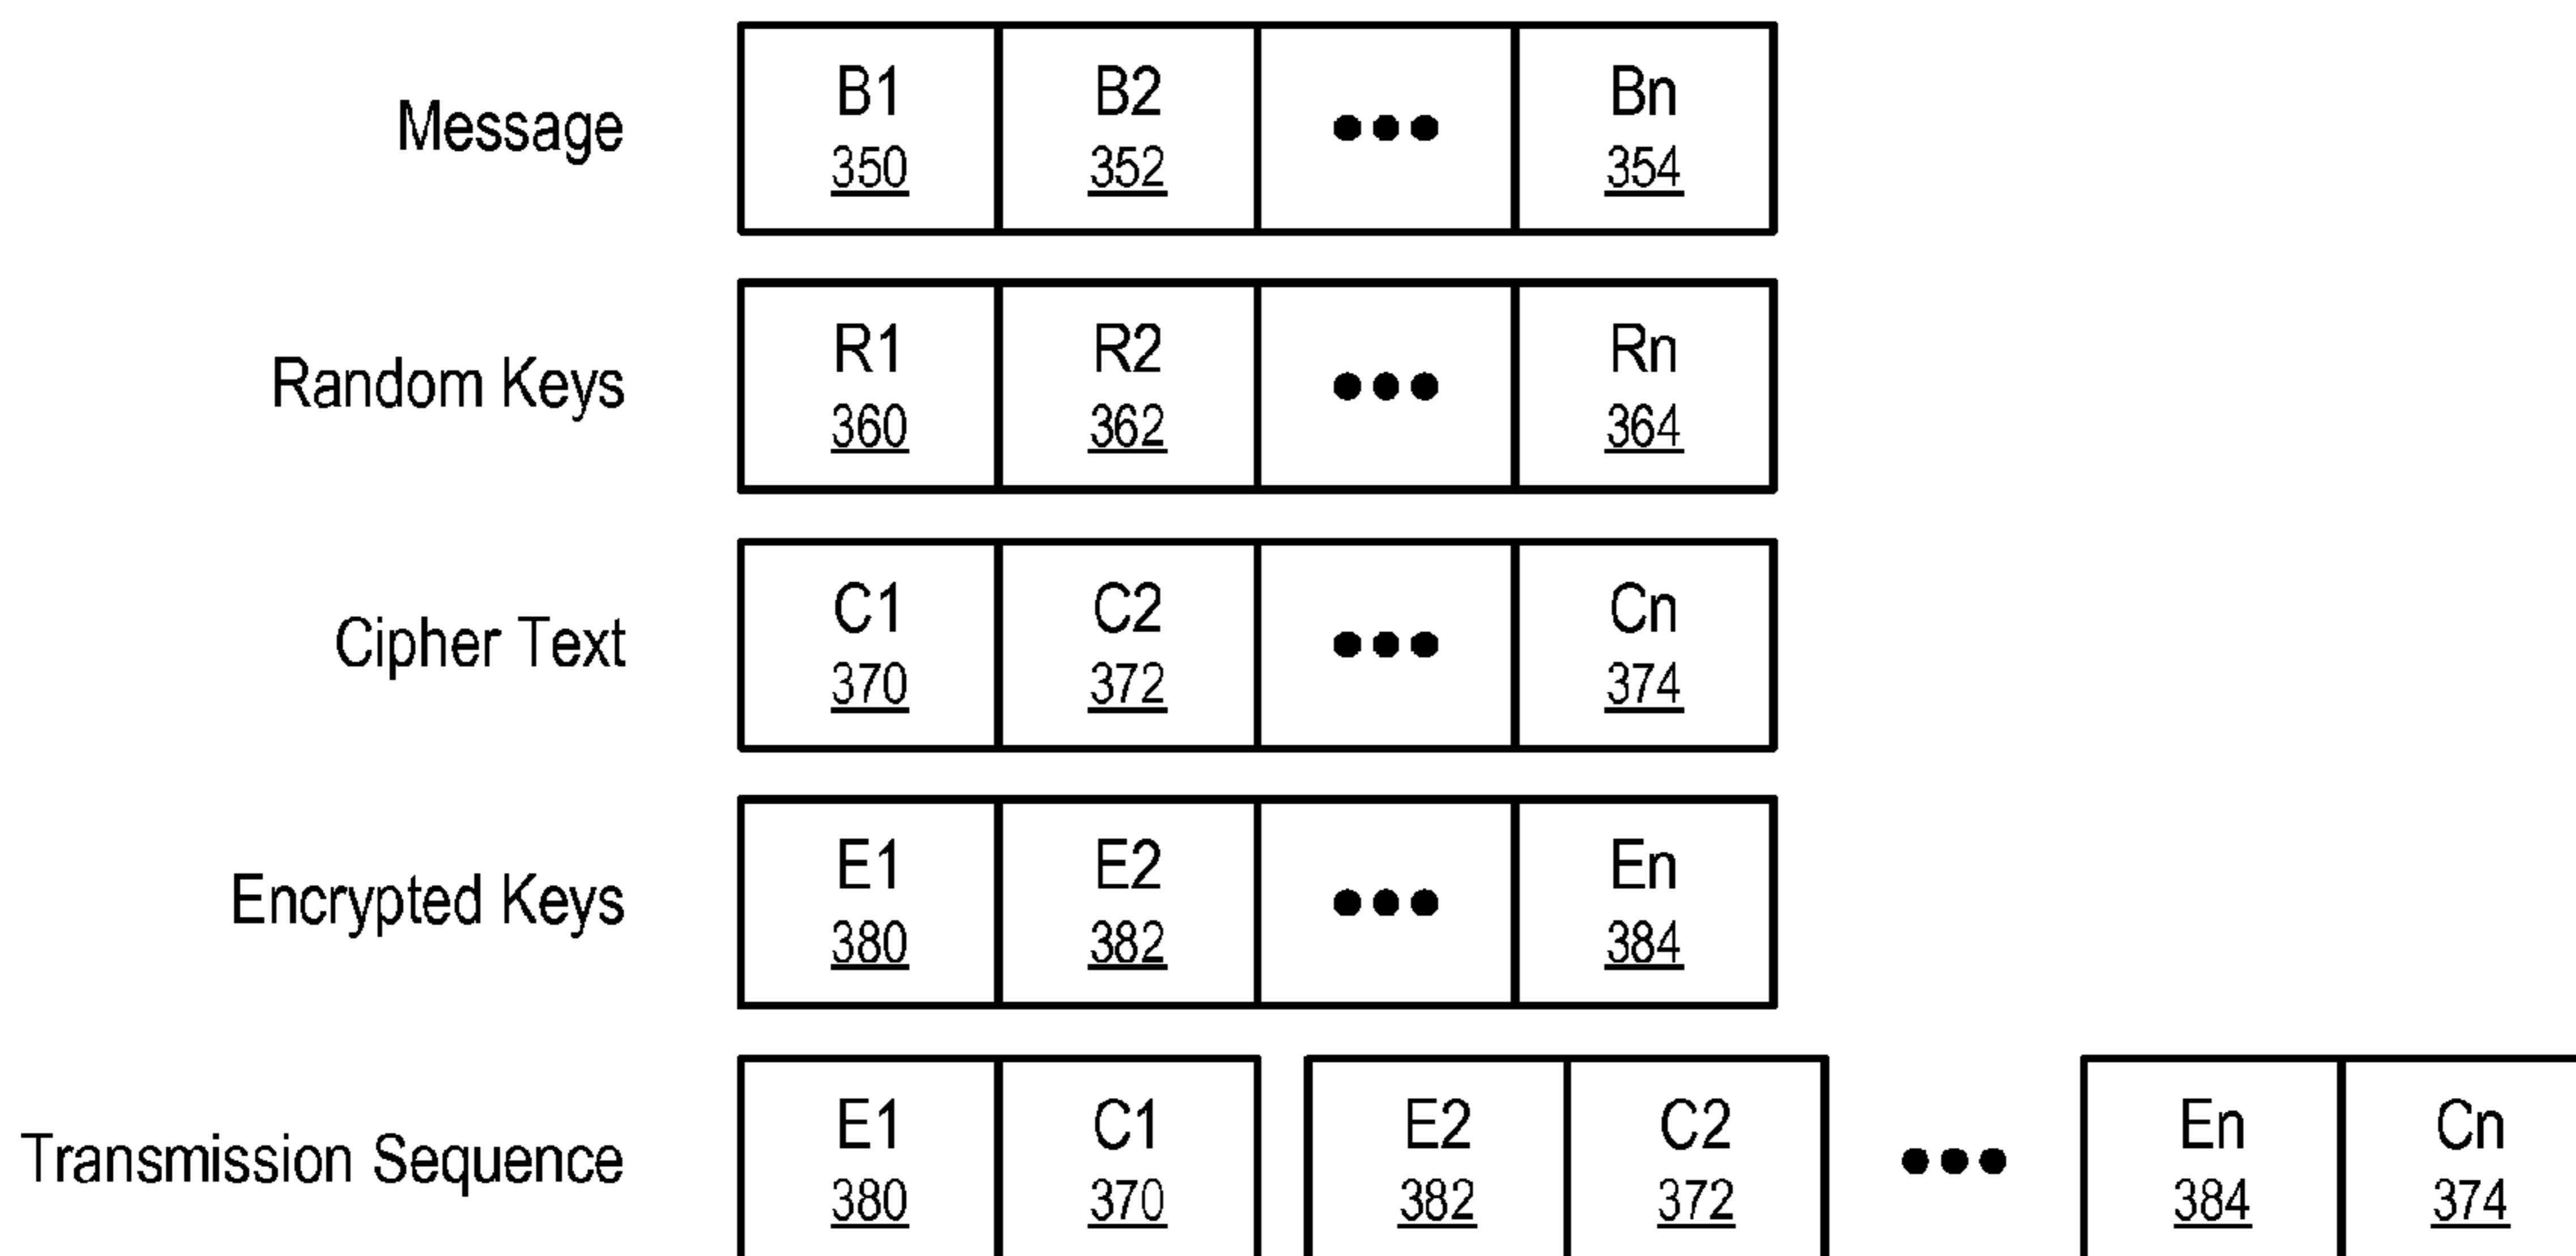 Message
B1 B2 ••• Bn
350 352 354
Random Keys
R1 R2 ••• Rn
360 362 364
Cipher Text
C1 C2 ••• Cn
370 372 374
Encrypted Keys
E1 E2 ••• En
380 382 384
Transmission Sequence
E1 C1 E2 C2 ••• En Cn
380 370 382 372 384 374